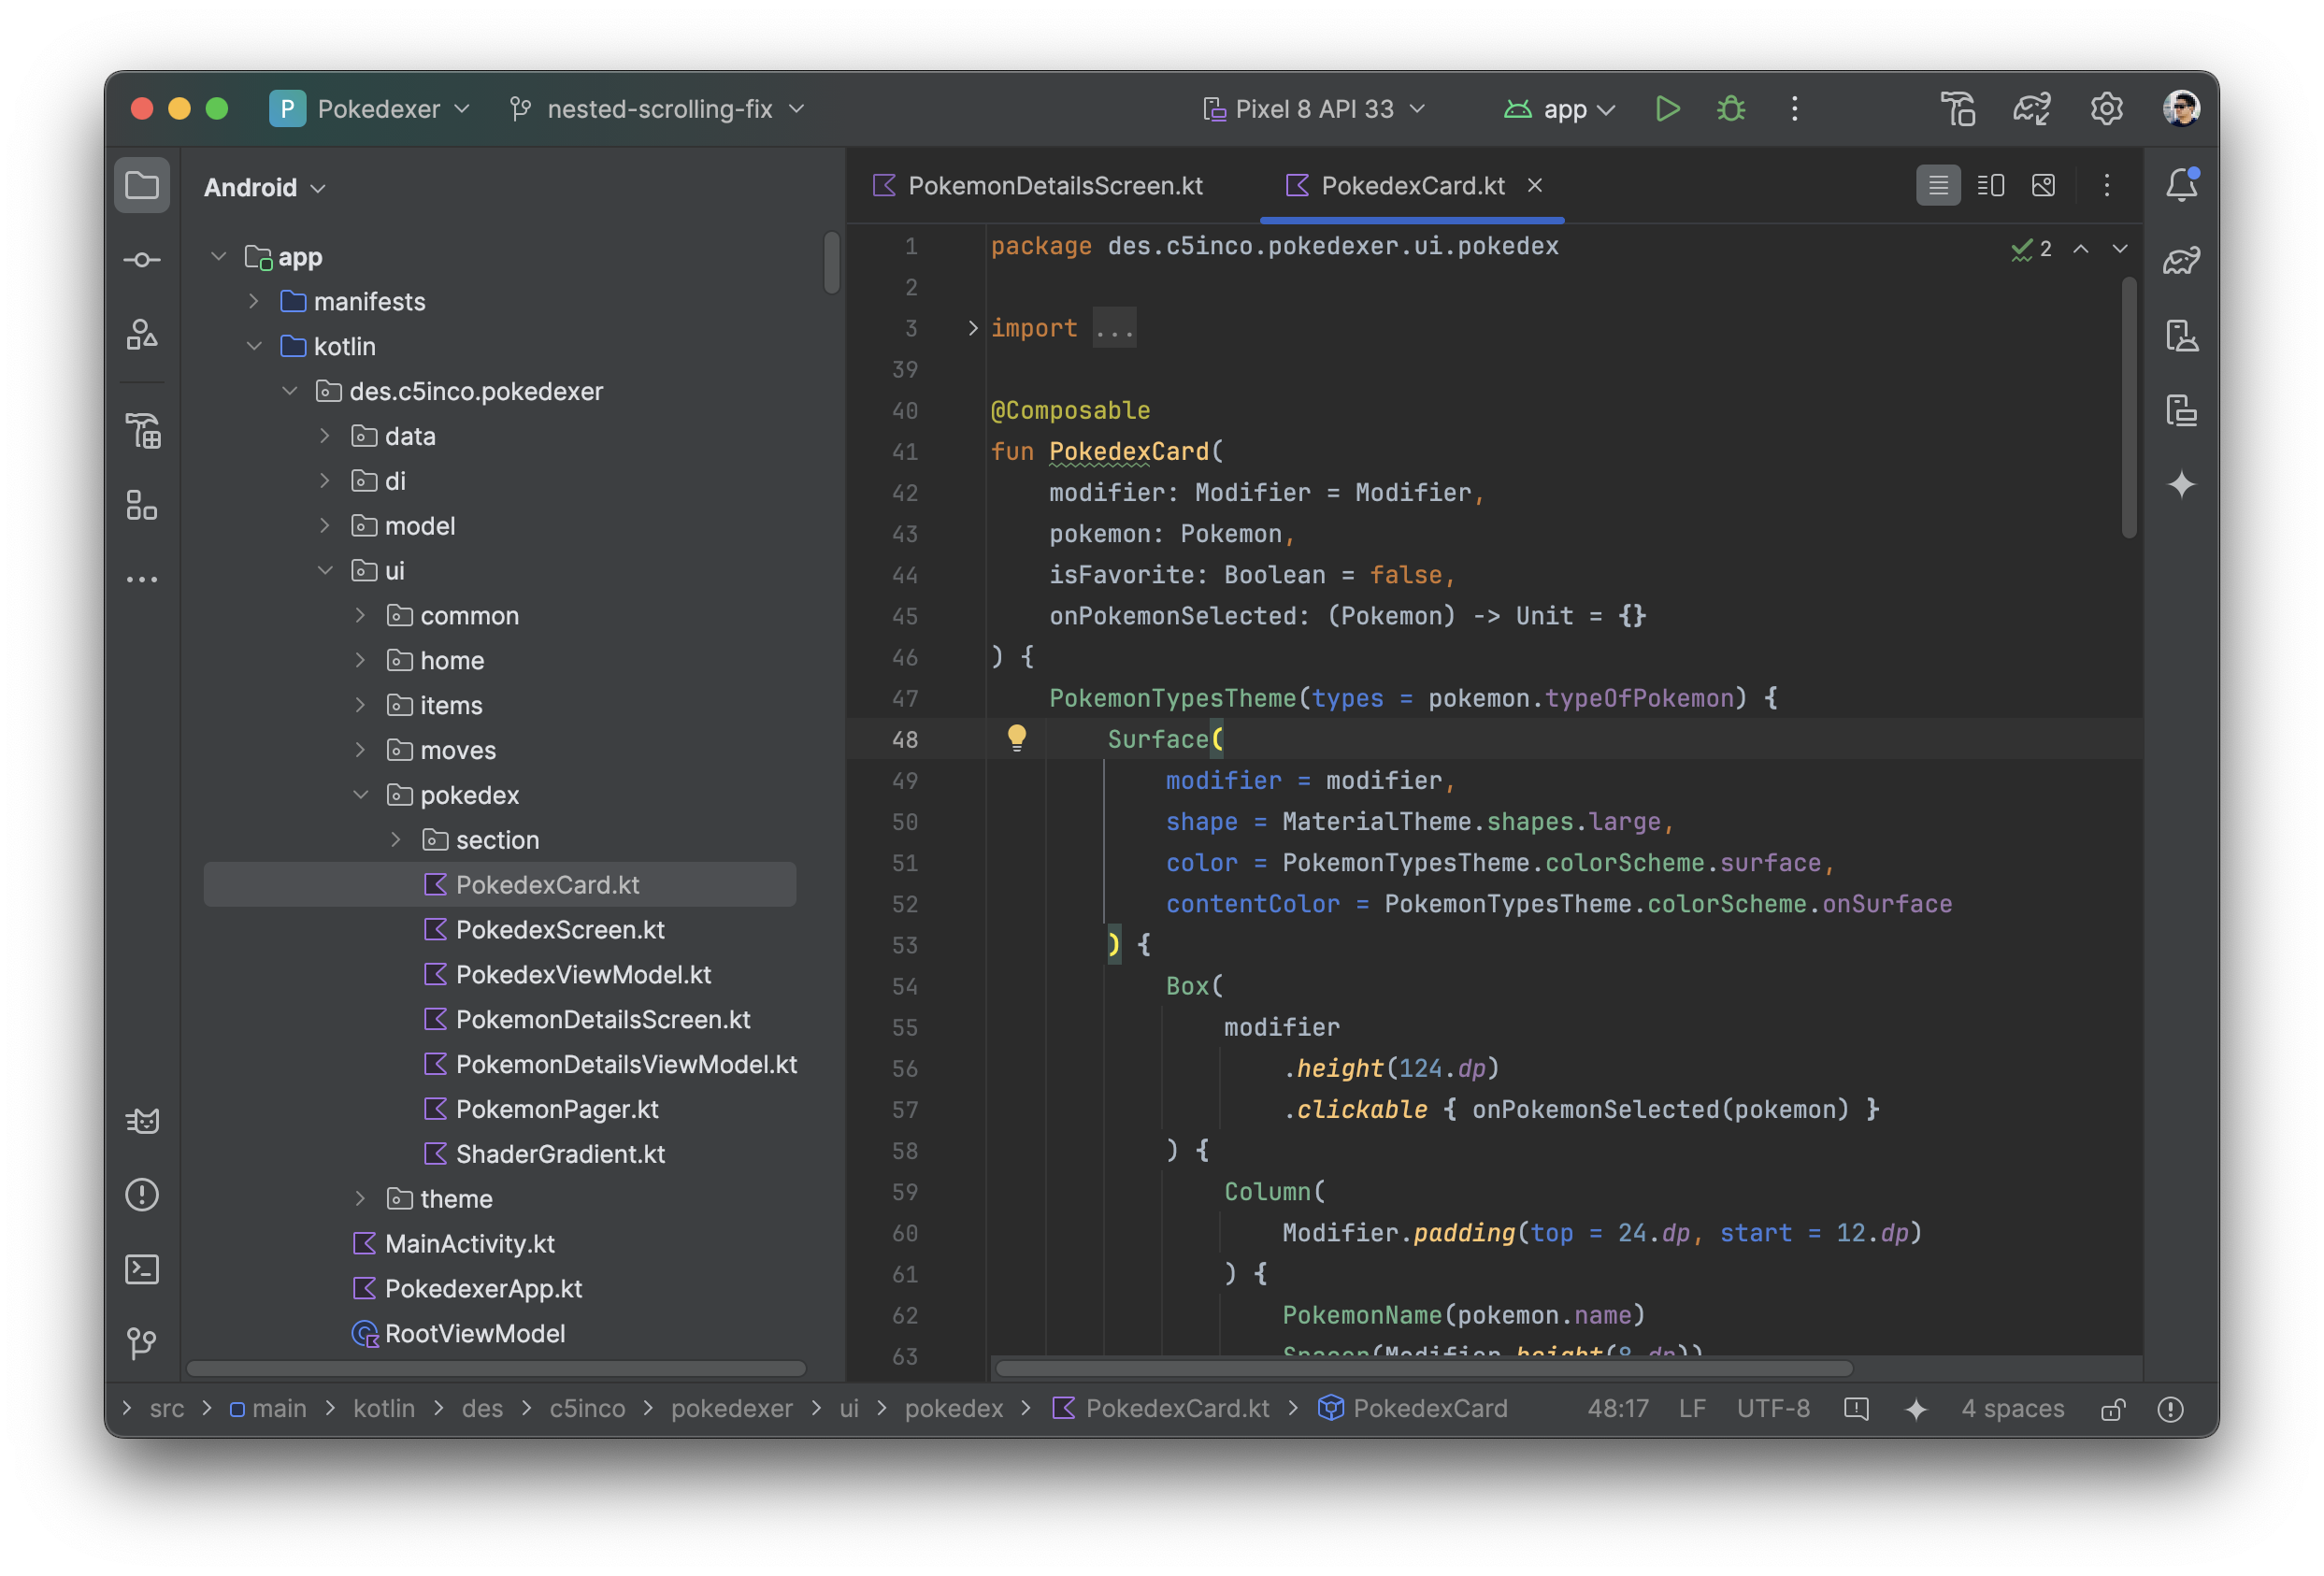 P Pokedexer nested-scrolling-fix Pixel 8 API 33 app
Android
app
manifests
kotlin
des.c5inco.pokedexer
data
di
model
ui
common
home
items
moves
pokedex
section
PokedexCard.kt
PokedexScreen.kt
PokedexViewModel.kt
PokemonDetailsScreen.kt
PokemonDetailsViewModel.kt
PokemonPager.kt
ShaderGradient.kt
theme
MainActivity.kt
PokedexerApp.kt
RootViewModel
PokemonDetailsScreen.kt PokedexCard.kt
2
1 package des.c5inco.pokedexer.ui.pokedex
2
3 import ...
39
40 @Composable
41 fun PokedexCard(
42 modifier: Modifier = Modifier,
43 pokemon: Pokemon,
44 isFavorite: Boolean = false,
45 onPokemonSelected: (Pokemon) -> Unit = {}
46 ) {
47 PokemonTypesTheme(types = pokemon.typeOfPokemon) {
48 Surface(
49 modifier = modifier,
50 shape = MaterialTheme.shapes.large,
51 color = PokemonTypesTheme.colorScheme.surface,
52 contentColor = PokemonTypesTheme.colorScheme.onSurface
53 ) {
54 Box(
55 modifier
56 .height(124.dp)
57 .clickable { onPokemonSelected(pokemon) }
58 ) {
59 Column(
60 Modifier.padding(top = 24.dp, start = 12.dp)
61 ) {
62 PokemonName(pokemon.name)
63 Spacer(Modifier.height(8.dp))
src main kotlin des c5inco pokedexer ui pokedex PokedexCard.kt PokedexCard 48:17 LF UTF-8 4 spaces